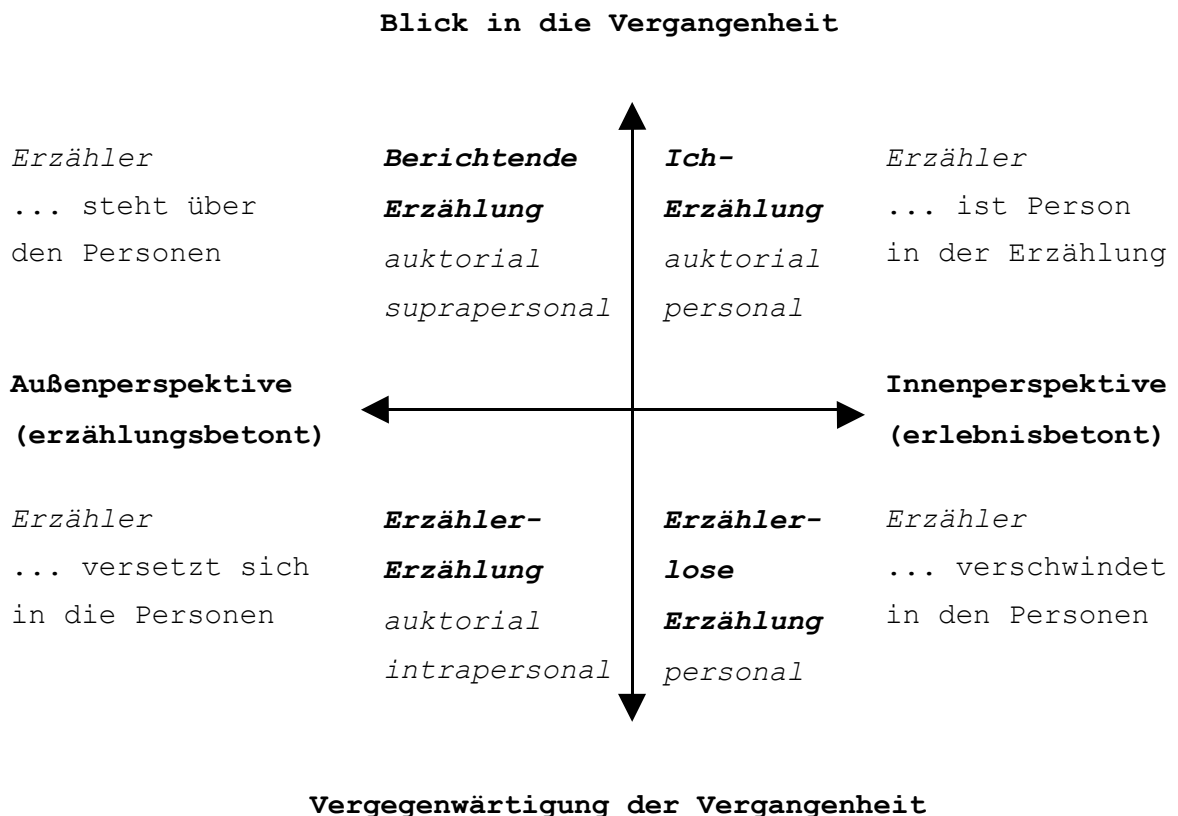 Blick in die Vergangenheit
Erzähler Berichtende Ich- Erzähler
... steht über Erzählung Erzählung ... ist Person
den Personen auktorial auktorial in der Erzählung
suprapersonal personal
Außenperspektive Innenperspektive
(erzählungsbetont) (erlebnisbetont)
Erzähler Erzähler- Erzähler- Erzähler
... versetzt sich Erzählung lose ... verschwindet
in die Personen auktorial Erzählung in den Personen
intrapersonal personal
Vergegenwärtigung der Vergangenheit